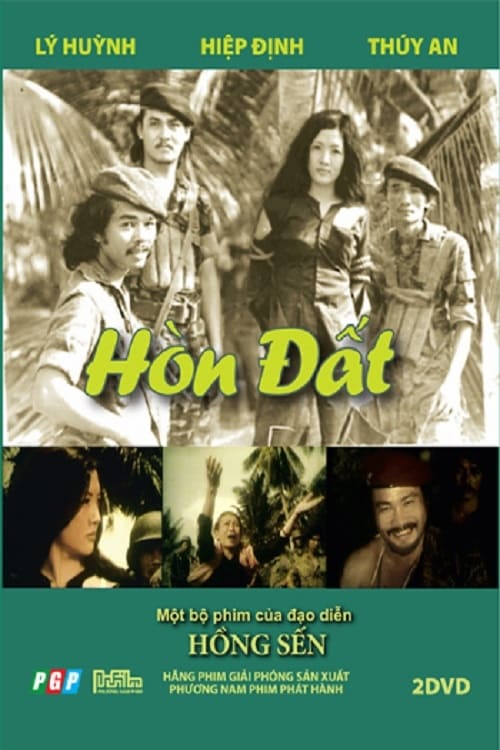 LÝ HUỲNH HIỆP ĐỊNH THÚY AN
Hòn Đất
Một bộ phim của đạo diễn
HỒNG SẾN
PGP
HÃNG PHIM GIẢI PHÓNG SẢN XUẤT
PHƯƠNG NAM PHIM PHÁT HÀNH
2DVD